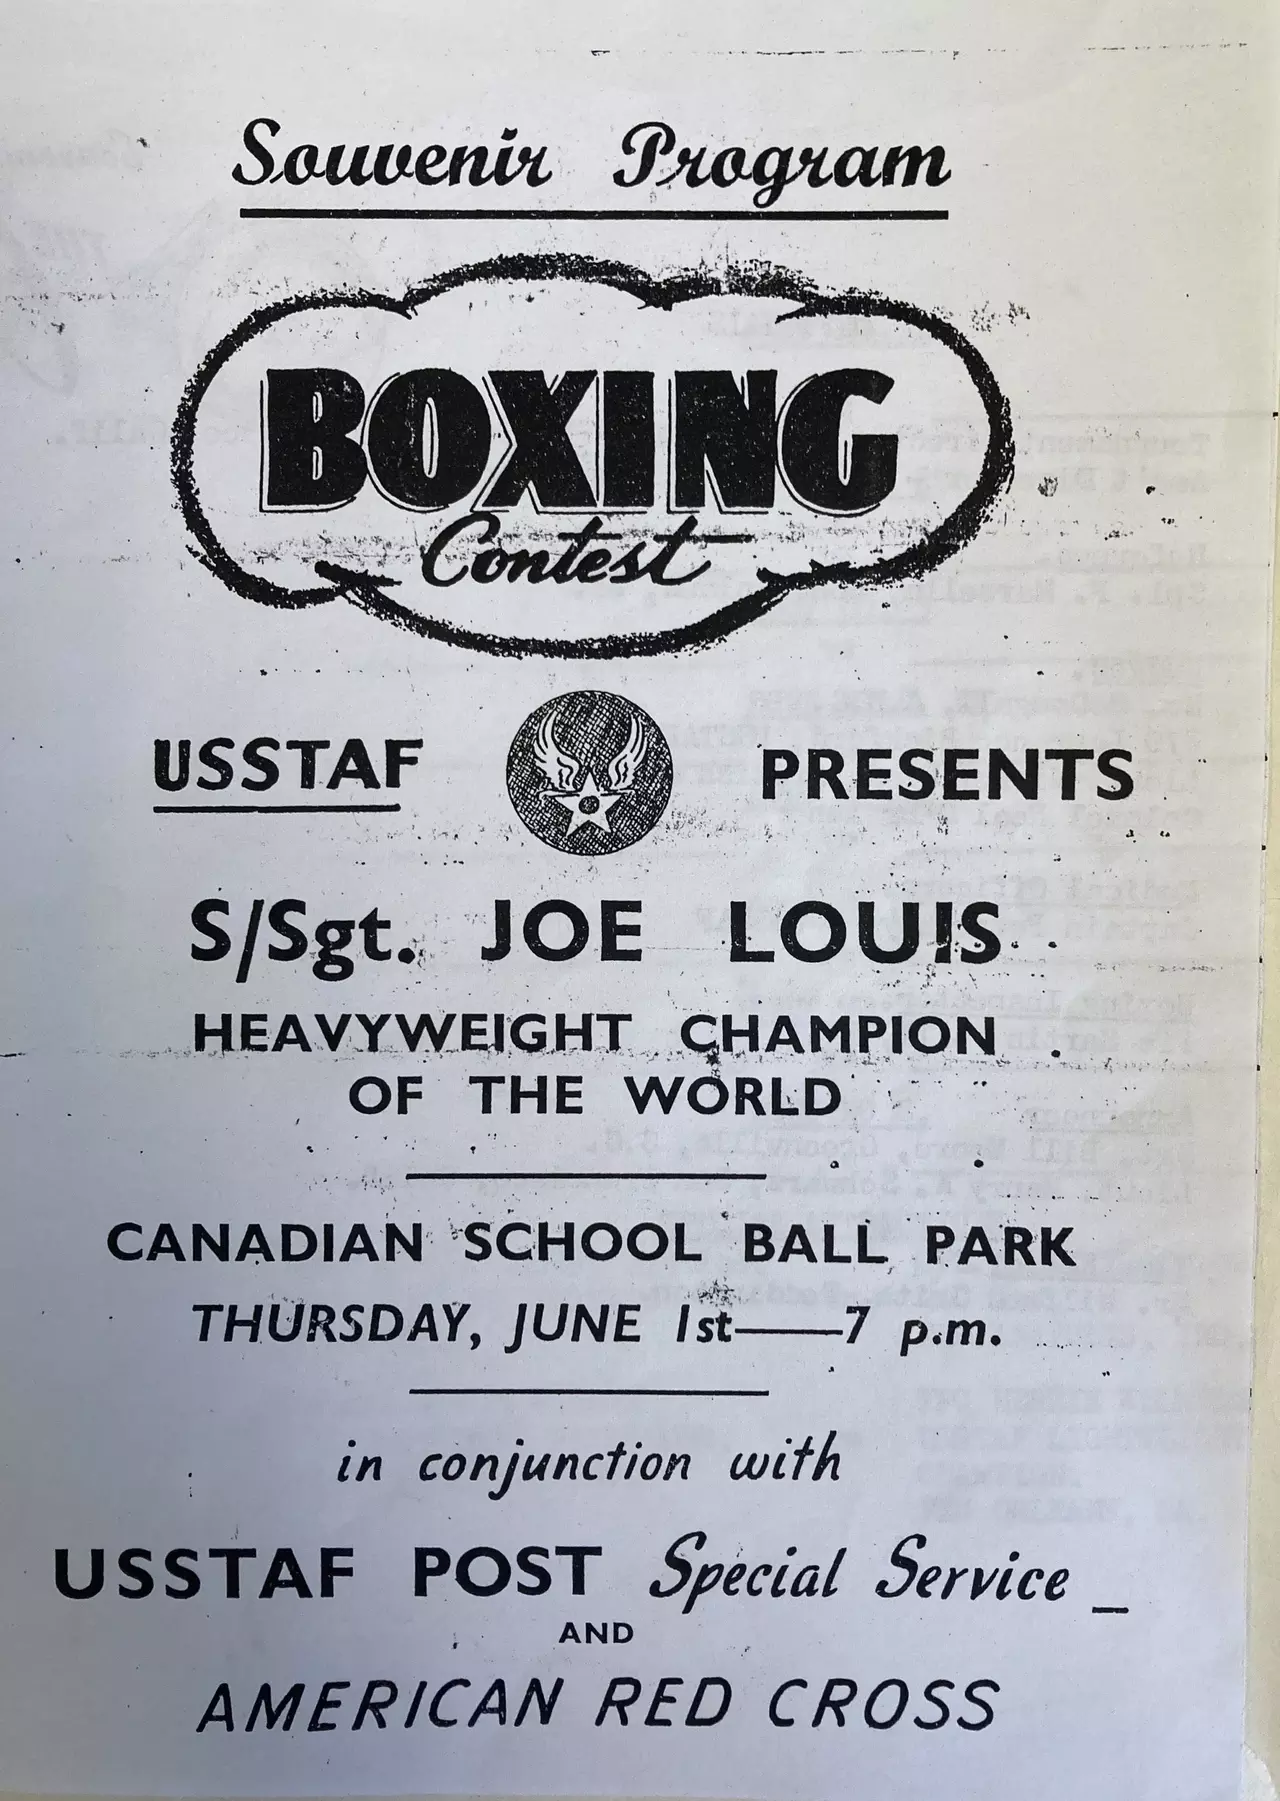 Souvenir Program
BOXING
Contest
USSTAF PRESENTS
S/Sgt. JOE LOUIS
HEAVYWEIGHT CHAMPION
OF THE WORLD
CANADIAN SCHOOL BALL PARK
THURSDAY, JUNE 1st—7 p.m.
in conjunction with
USSTAF POST Special Service
AND
AMERICAN RED CROSS